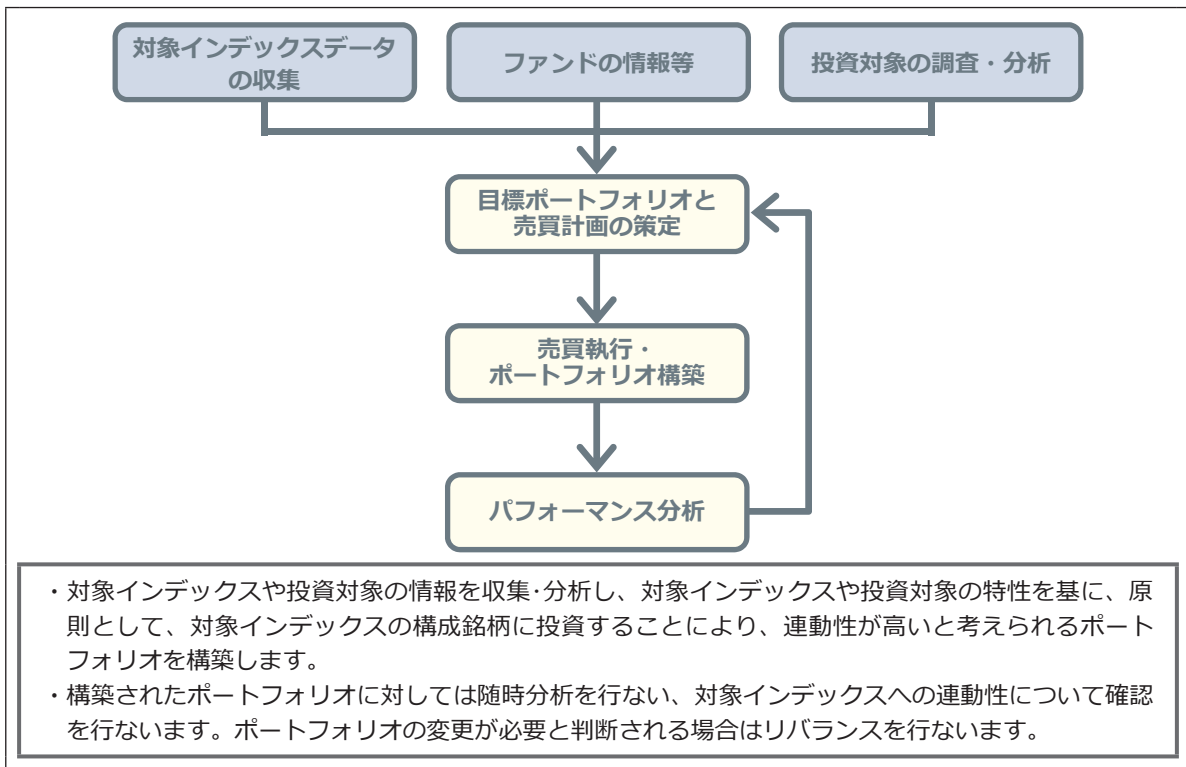 対象インデックスデータ
の収集
ファンドの情報等
投資対象の調査・分析
目標ポートフォリオと
売買計画の策定
売買執行・
ポートフォリオ構築
パフォーマンス分析
・対象インデックスや投資対象の情報を収集･分析し、対象インデックスや投資対象の特性を基に、原
則として、対象インデックスの構成銘柄に投資することにより、連動性が高いと考えられるポート
フォリオを構築します。
・構築されたポートフォリオに対しては随時分析を行ない、対象インデックスへの連動性について確認
を行ないます。ポートフォリオの変更が必要と判断される場合はリバランスを行ないます。